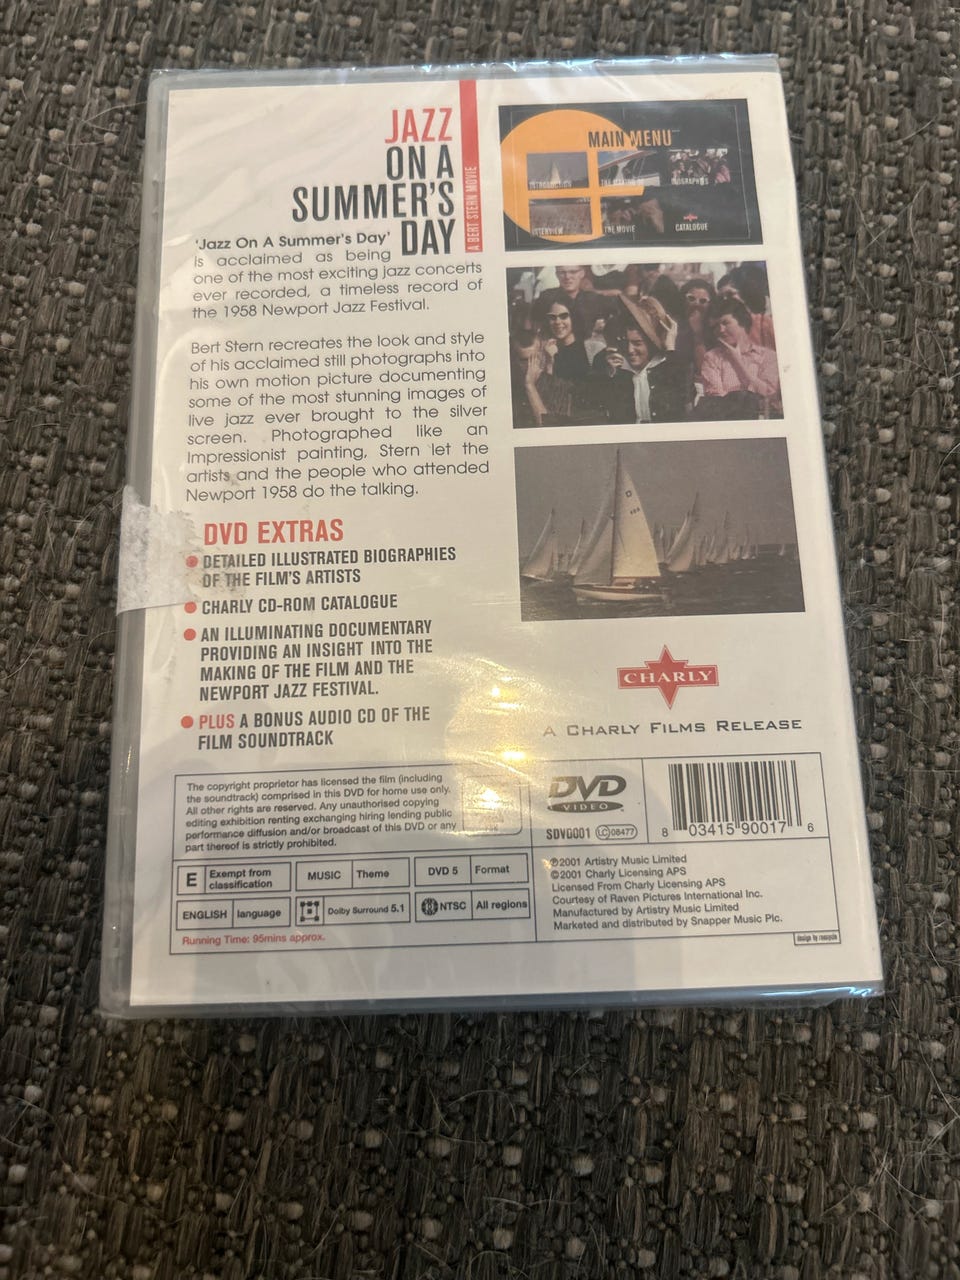 JAZZ
ON A
SUMMER'S
DAY
A BERT STERN MOVIE
'Jazz On A Summer's Day'
is acclaimed as being
one of the most exciting jazz concerts
ever recorded, a timeless record of
the 1958 Newport Jazz Festival.
Bert Stern recreates the look and style
of his acclaimed still photographs into
his own motion picture documenting
some of the most stunning images of
live jazz ever brought to the silver
screen. Photographed like an
Impressionist painting, Stern let the
artists and the people who attended
Newport 1958 do the talking.
DVD EXTRAS
DETAILED ILLUSTRATED BIOGRAPHIES
OF THE FILM'S ARTISTS
CHARLY CD-ROM CATALOGUE
AN ILLUMINATING DOCUMENTARY
PROVIDING AN INSIGHT INTO THE
MAKING OF THE FILM AND THE
NEWPORT JAZZ FESTIVAL.
PLUS A BONUS AUDIO CD OF THE
FILM SOUNDTRACK
MAIN MENU
INTRODUCTION
THE MAKING OF
BIOGRAPHIES
INTERVIEW
THE MOVIE
CATALOGUE
CHARLY
A CHARLY FILMS RELEASE
The copyright proprietor has licensed the film (including
the soundtrack) comprised in this DVD for home use only.
All other rights are reserved. Any unauthorised copying
editing exhibition renting exchanging hiring lending public
performance diffusion and/or broadcast of this DVD or any
part thereof is strictly prohibited.
E Exempt from
classification
MUSIC Theme
DVD 5 Format
ENGLISH language
Dolby Surround 5.1
NTSC All regions
Running Time: 95mins approx.
DVD
VIDEO
SDVD001 LC 08477
8 03415 90017 6
℗2001 Artistry Music Limited
©2001 Charly Licensing APS
Licensed From Charly Licensing APS
Courtesy of Raven Pictures International Inc.
Manufactured by Artistry Music Limited
Marketed and distributed by Snapper Music Plc.